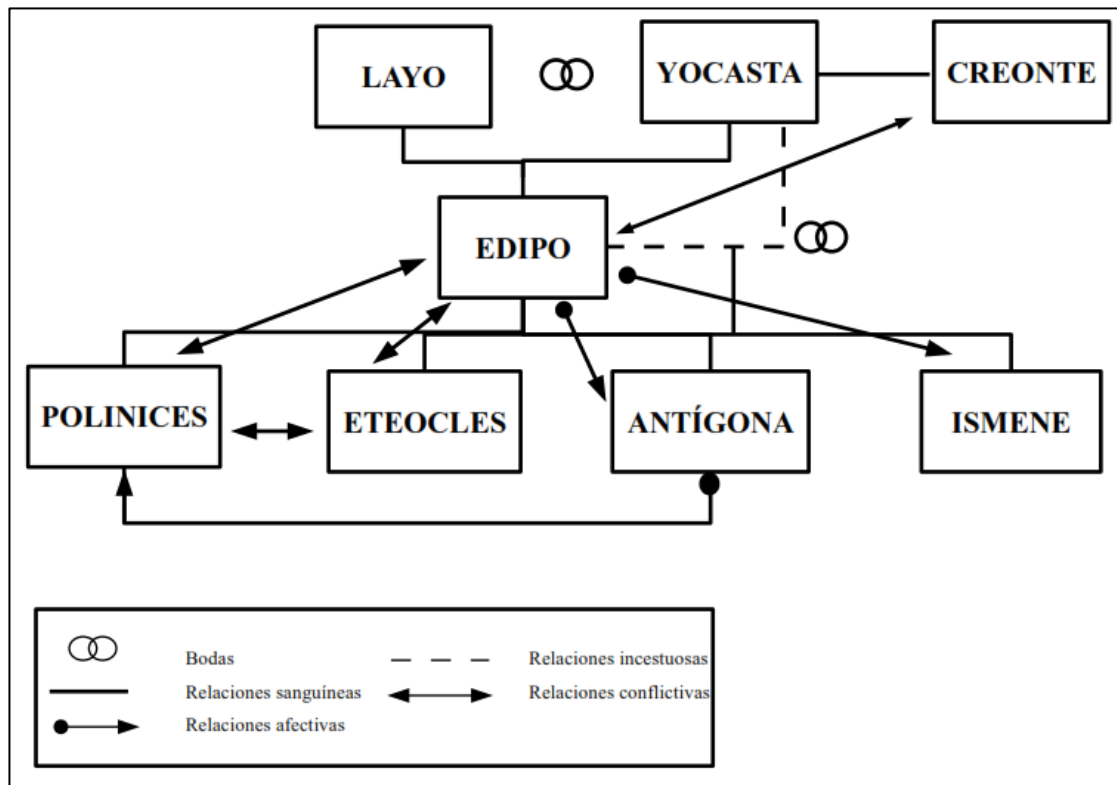 LAYO
YOCASTA
CREONTE
EDIPO
POLINICES
ETEOCLES
ANTÍGONA
ISMENE
Bodas
Relaciones incestuosas
Relaciones sanguíneas
Relaciones conflictivas
Relaciones afectivas